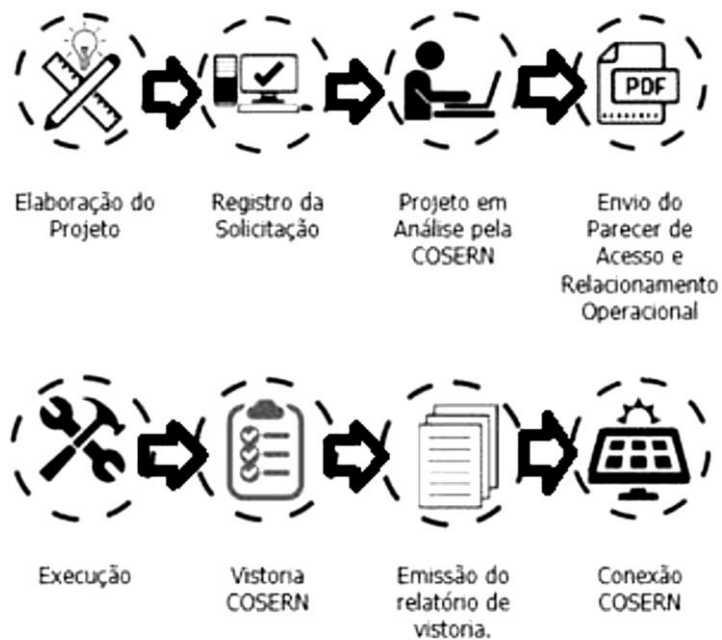 PDF
Elaboração do
Projeto
Registro da
Solicitação
Projeto em
Análise pela
COSERN
Envio do
Parecer de
Acesso e
Relacionamento
Operacional
Execução
Vistoria
COSERN
Emissão do
relatório de
vistoria.
Conexão
COSERN